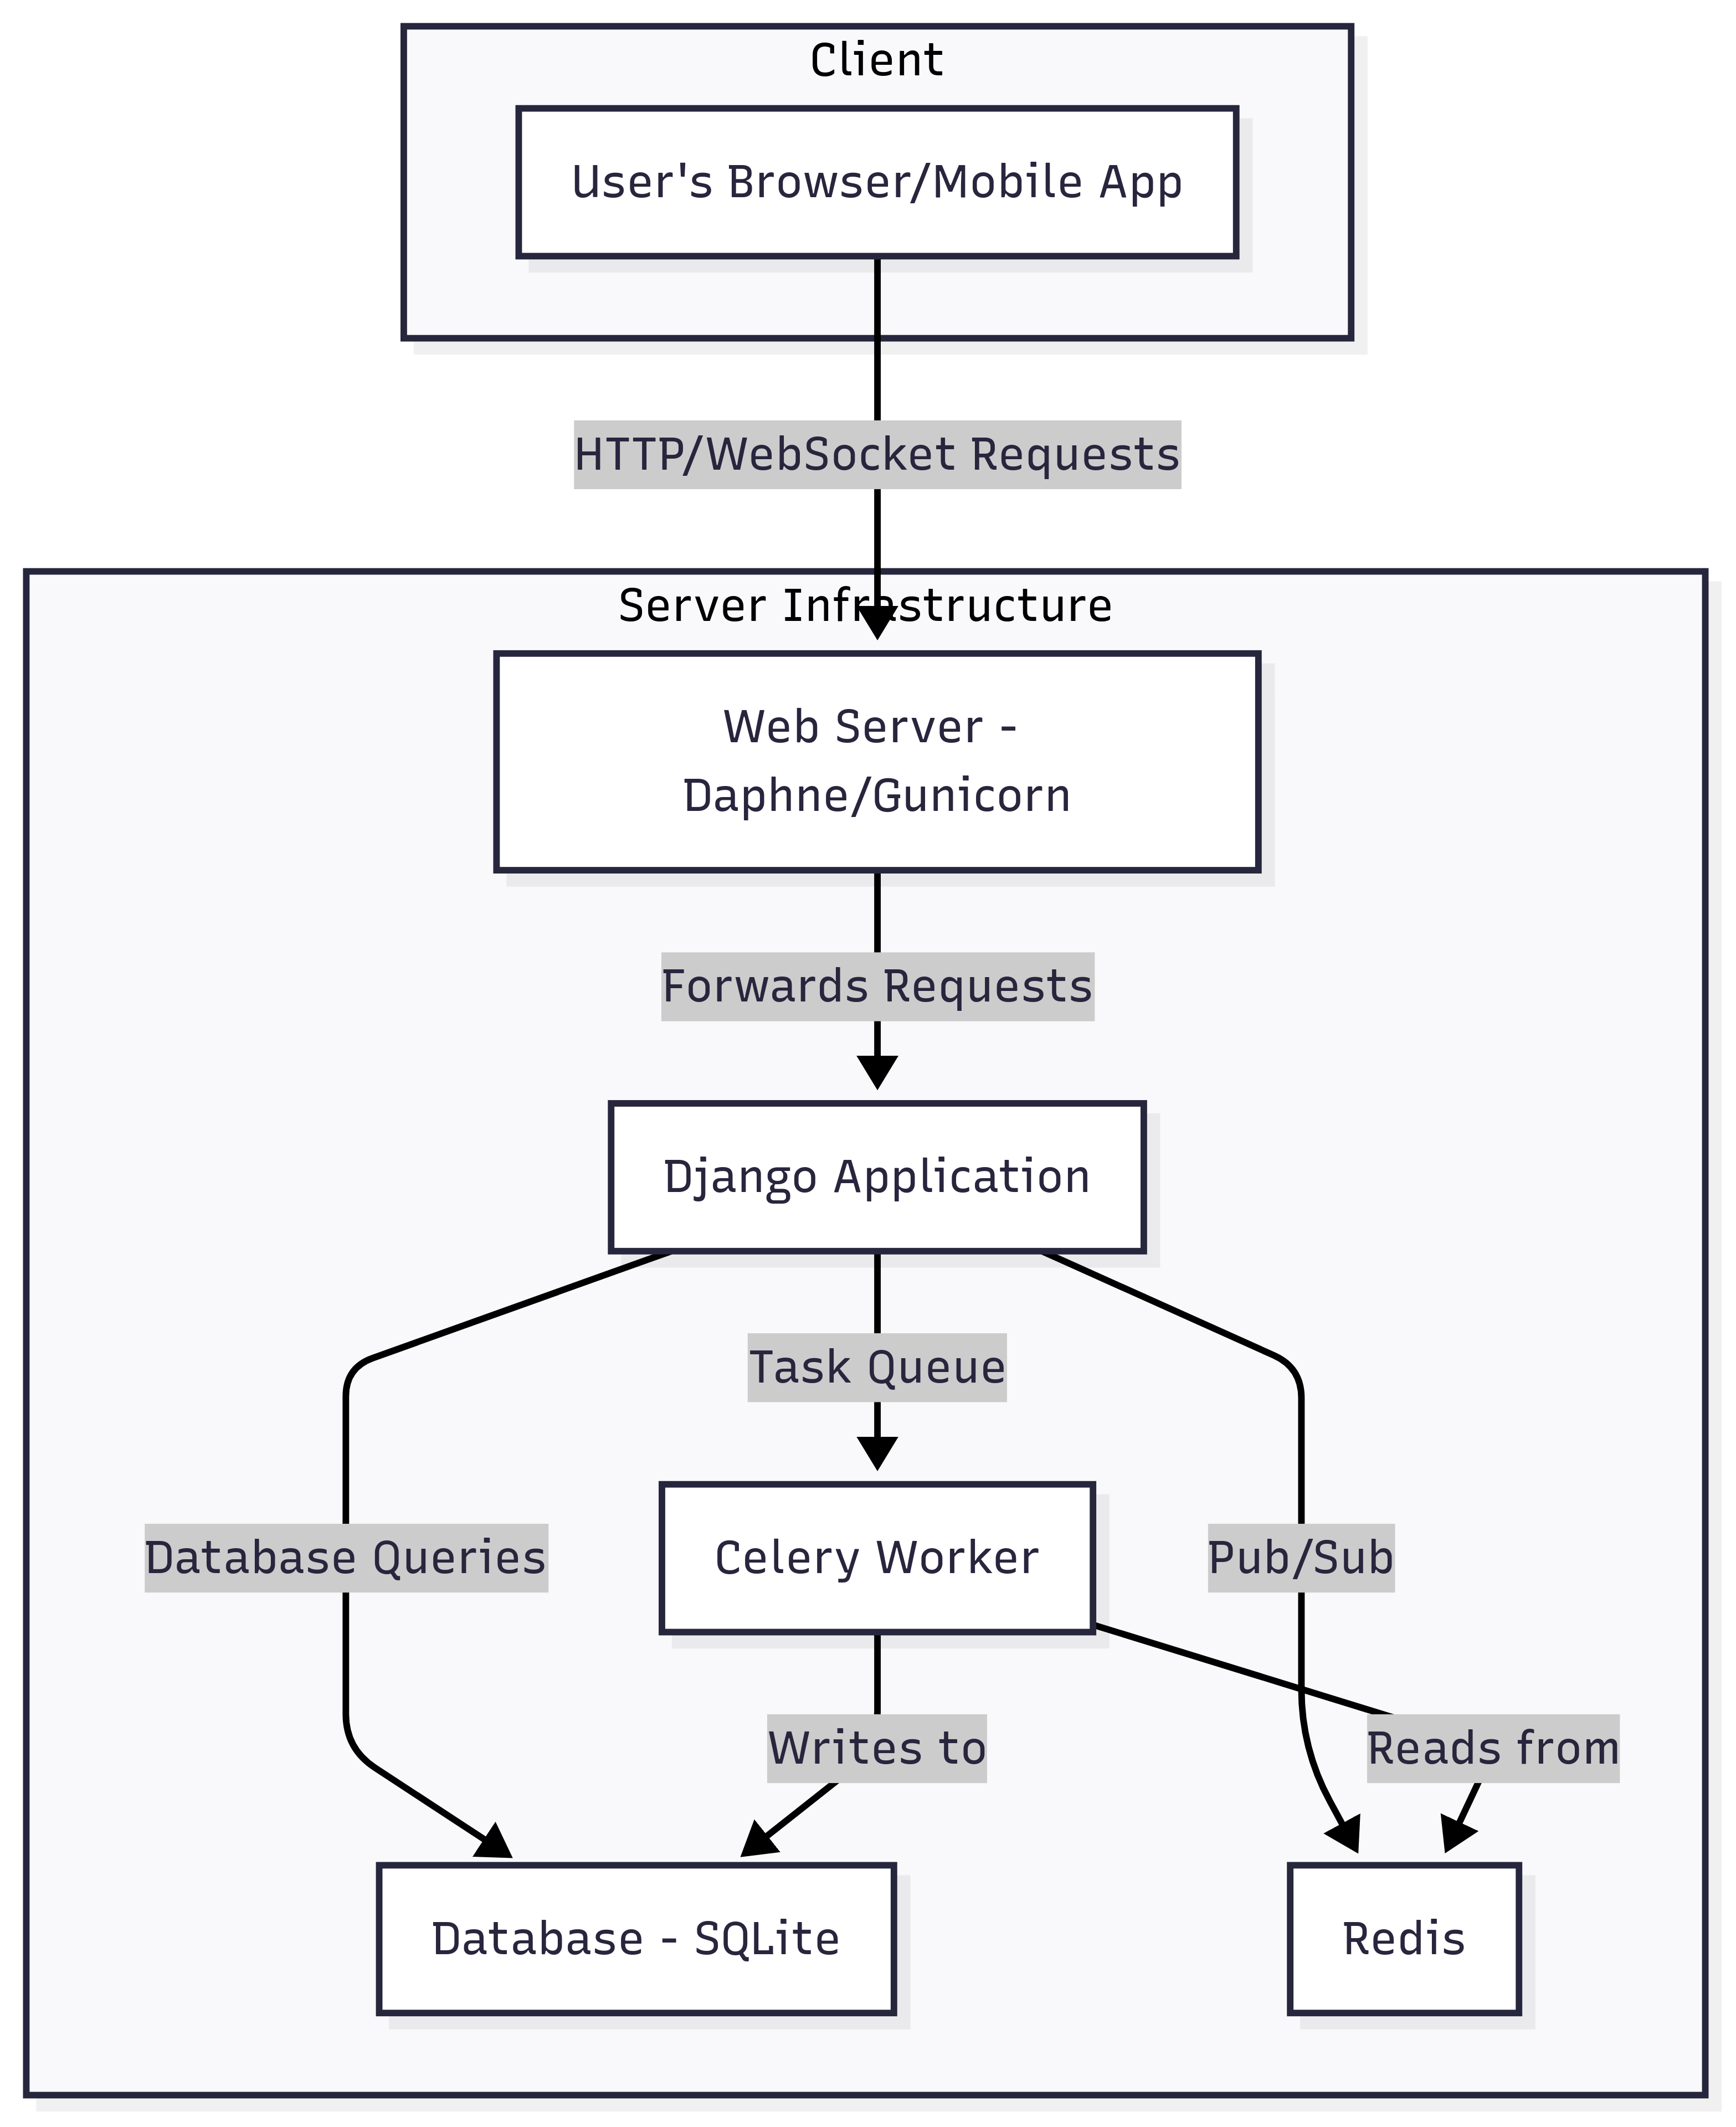 Client
User's Browser/Mobile App
HTTP/WebSocket Requests
Server Infrastructure
Web Server -
Daphne/Gunicorn
Forwards Requests
Django Application
Task Queue
Database Queries
Celery Worker
Pub/Sub
Writes to
Reads from
Database - SQLite
Redis